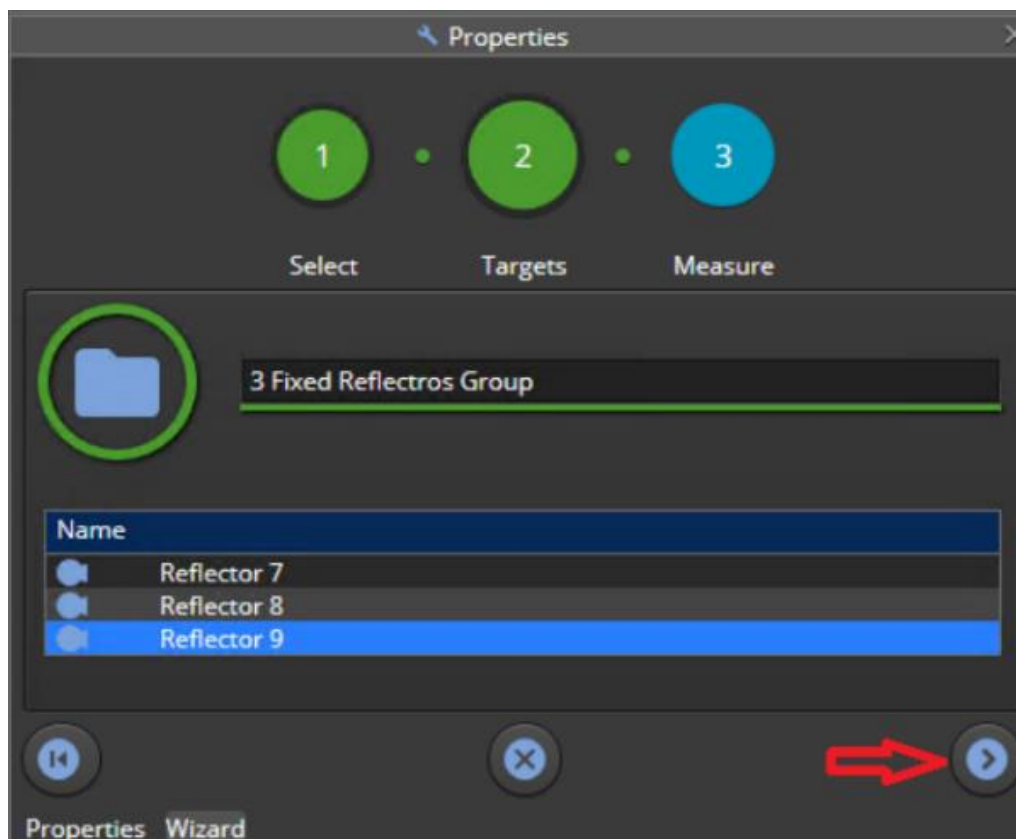 Properties
1 2 3
Select Targets Measure
3 Fixed Reflectros Group
Name
Reflector 7
Reflector 8
Reflector 9
Properties Wizard